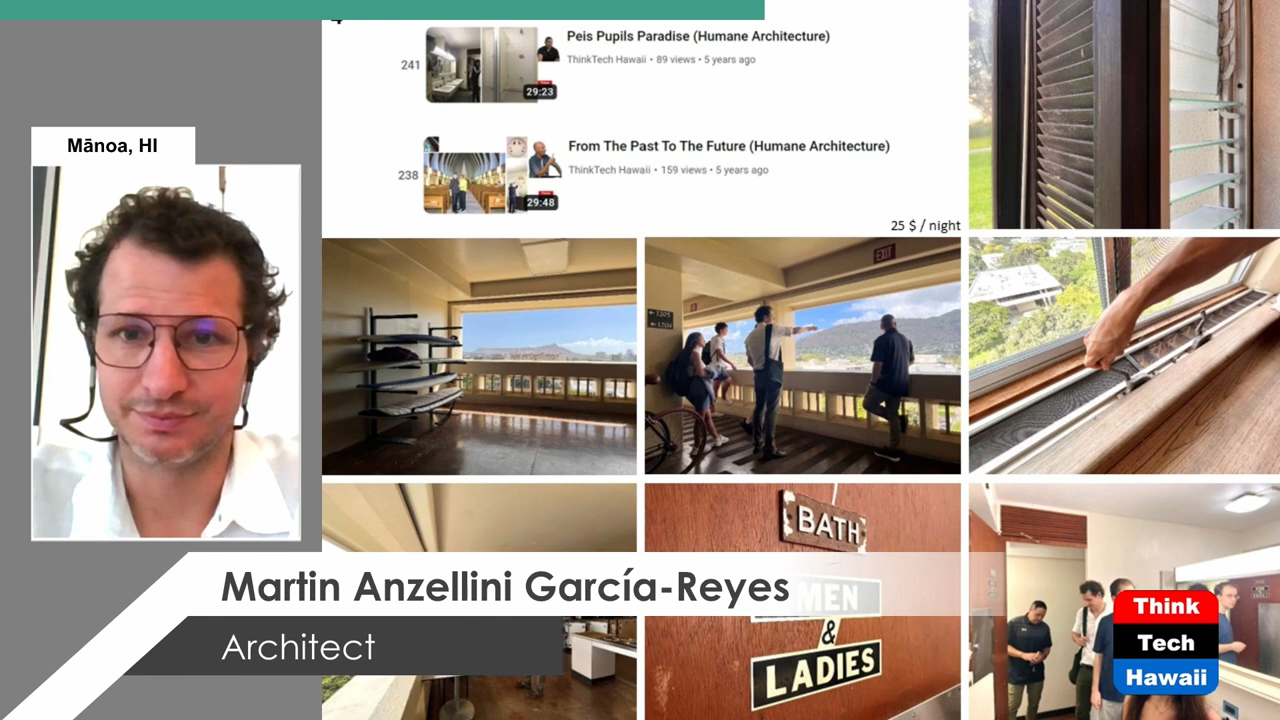 241
Peis Pupils Paradise (Humane Architecture)
ThinkTech Hawaii • 89 views • 5 years ago
29:23
Mānoa, HI
238
From The Past To The Future (Humane Architecture)
ThinkTech Hawaii • 159 views • 5 years ago
29:48
25 $ / night
EXIT
← 1205
← 1204
BATH
MEN
&
LADIES
Martin Anzellini García-Reyes
Architect
Think
Tech
Hawaii